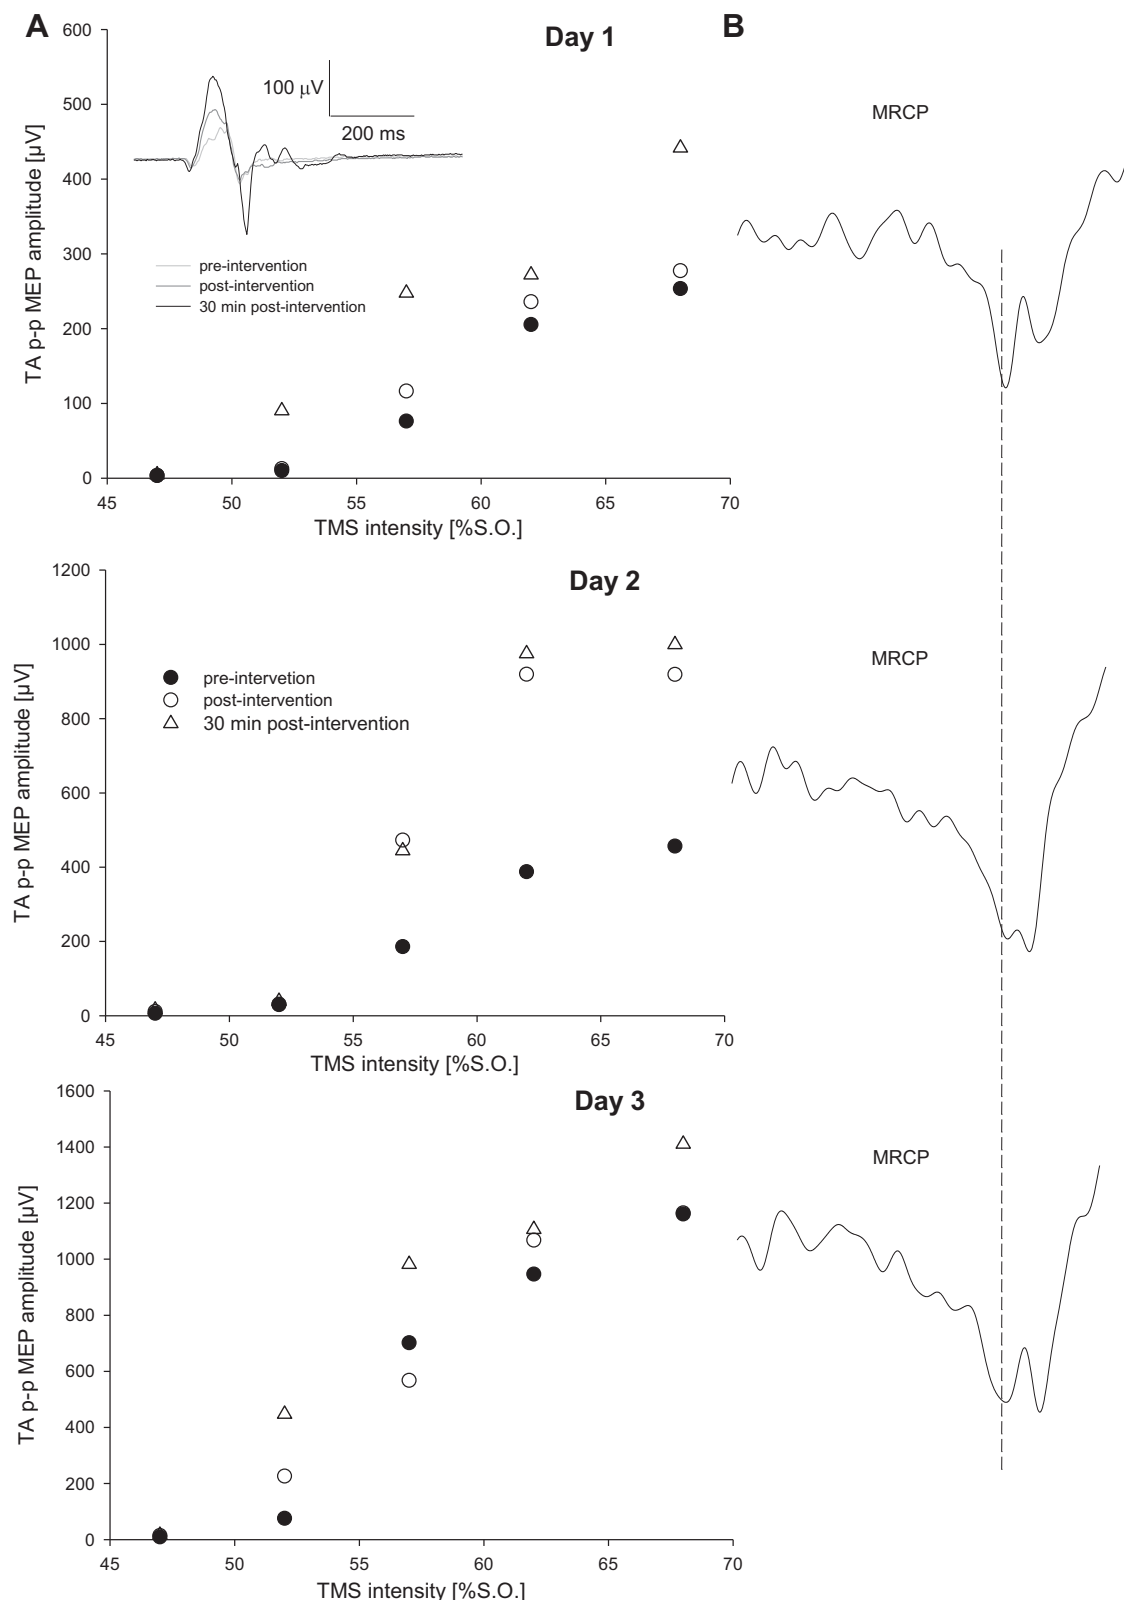 A
B
Day 1
600
500
400
300
200
100
0
TA p-p MEP amplitude [µV]
100 µV
200 ms
pre-intervention
post-intervention
30 min post-intervention
45 50 55 60 65 70
TMS intensity [%S.O.]
MRCP
Day 2
1200
1000
800
600
400
200
0
TA p-p MEP amplitude [µV]
pre-intervetion
post-intervention
30 min post-intervention
45 50 55 60 65 70
TMS intensity [%S.O.]
MRCP
Day 3
1600
1400
1200
1000
800
600
400
200
0
TA p-p MEP amplitude [µV]
45 50 55 60 65 70
TMS intensity [%S.O.]
MRCP